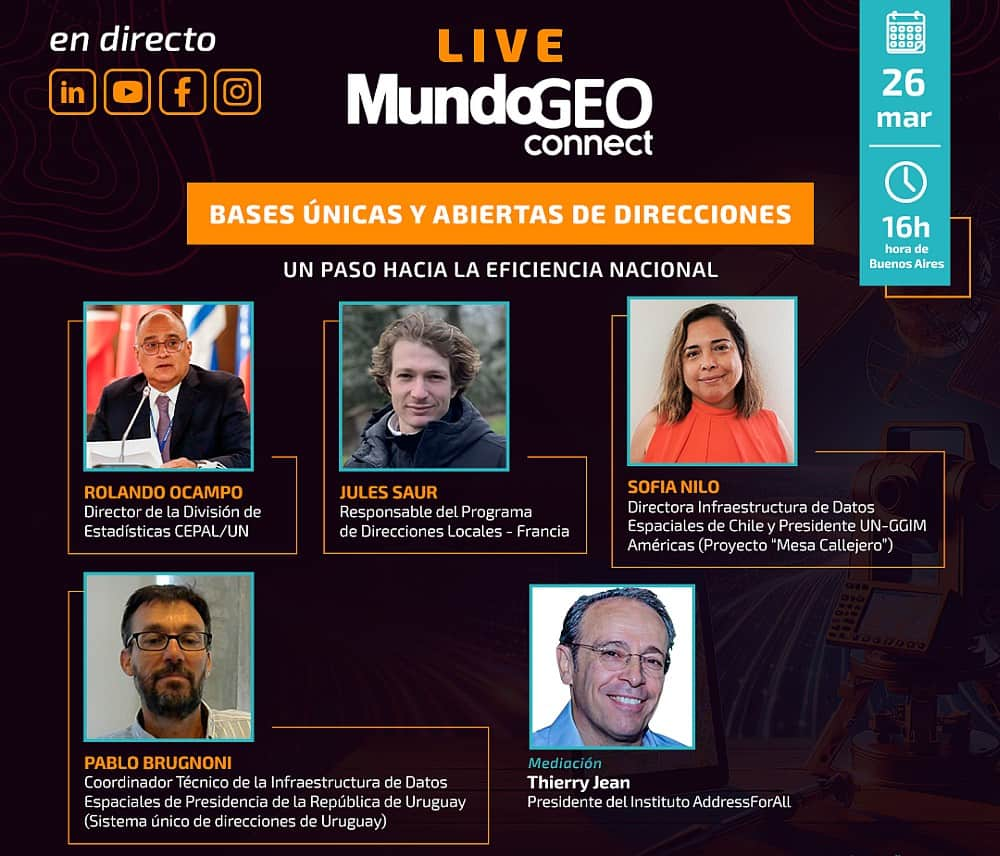 en directo
LIVE
MundoGEO
connect
26
mar
16h
hora de
Buenos Aires
BASES ÚNICAS Y ABIERTAS DE DIRECCIONES
UN PASO HACIA LA EFICIENCIA NACIONAL
ROLANDO OCAMPO
Director de la División de
Estadísticas CEPAL/UN
JULES SAUR
Responsable del Programa
de Direcciones Locales - Francia
SOFIA NILO
Directora Infraestructura de Datos
Espaciales de Chile y Presidente UN-GGIM
Américas (Proyecto “Mesa Callejero”)
PABLO BRUGNONI
Coordinador Técnico de la Infraestructura de Datos
Espaciales de Presidencia de la República de Uruguay
(Sistema único de direcciones de Uruguay)
Mediación
Thierry Jean
Presidente del Instituto AddressForAll